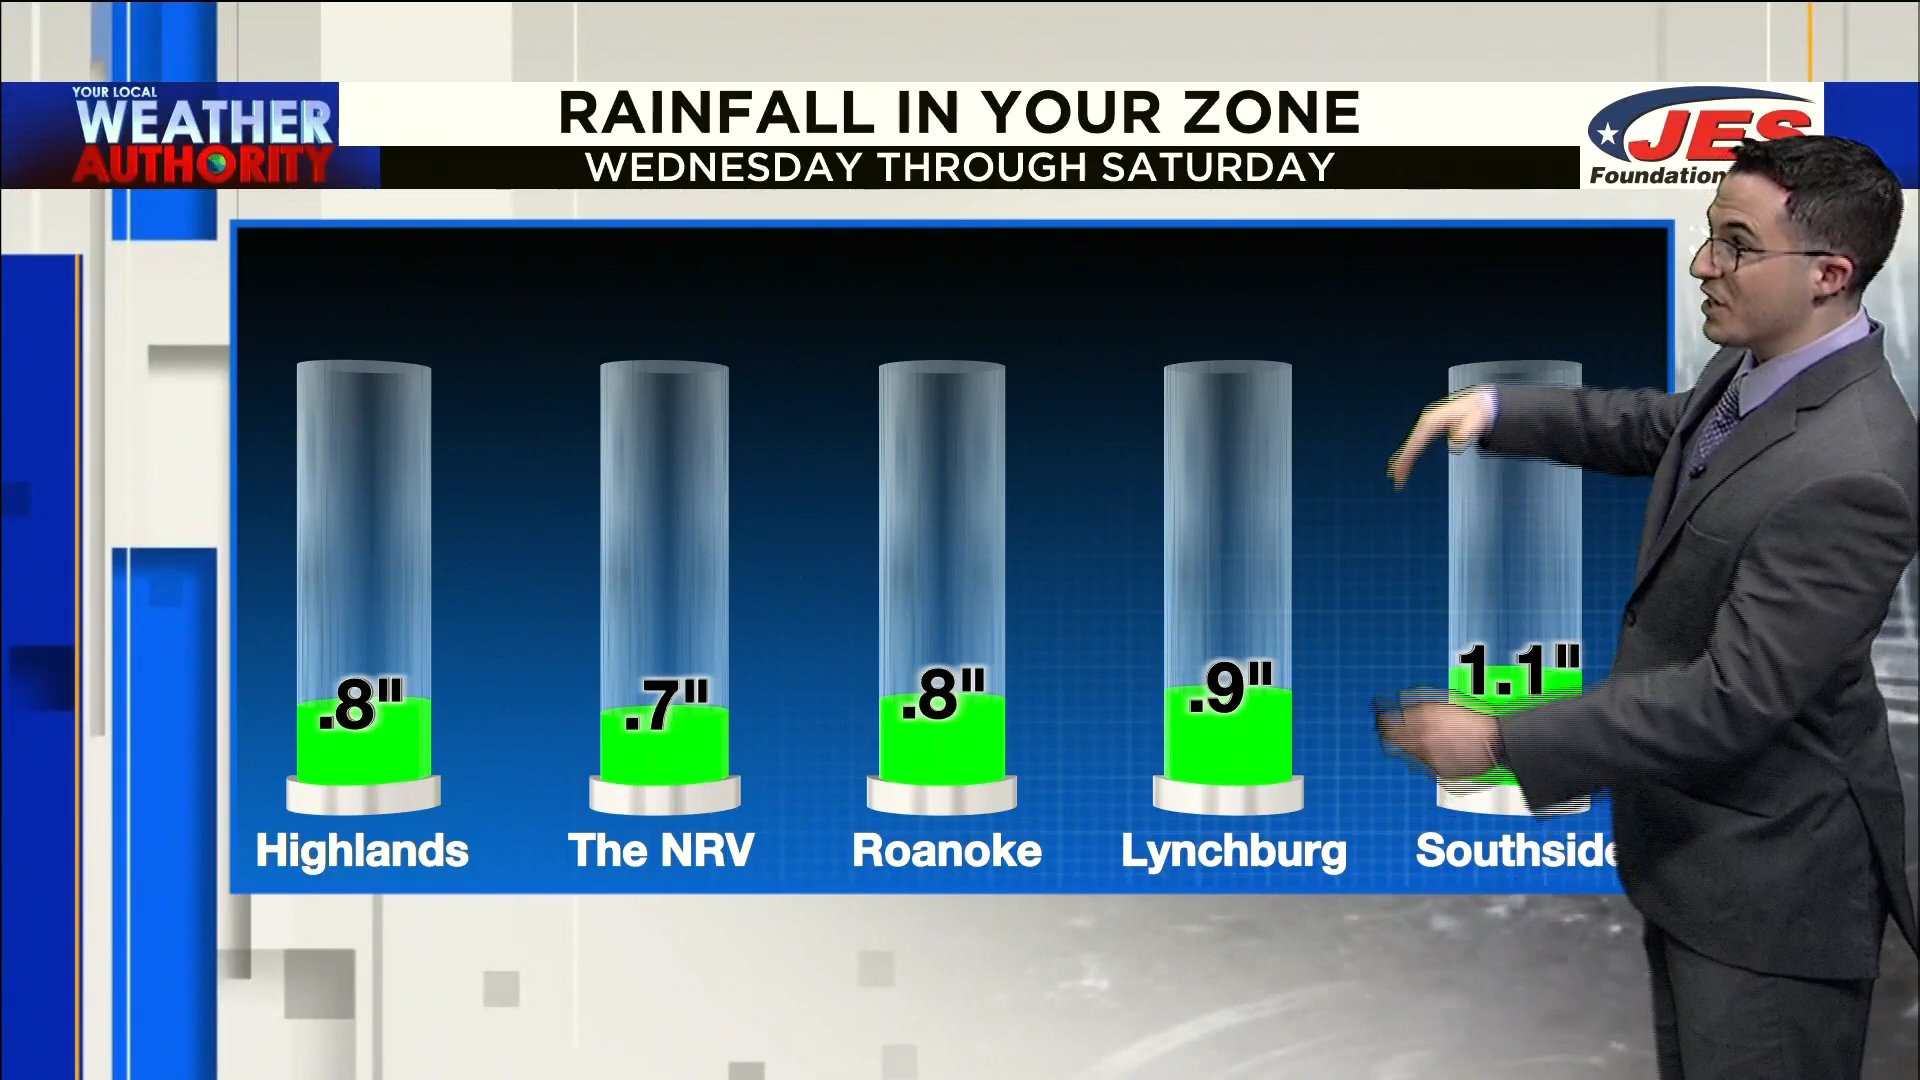 YOUR LOCAL
WEATHER
AUTHORITY
RAINFALL IN YOUR ZONE
WEDNESDAY THROUGH SATURDAY
JES
Foundation
.8"
.7"
.8"
.9"
1.1"
Highlands
The NRV
Roanoke
Lynchburg
Southside